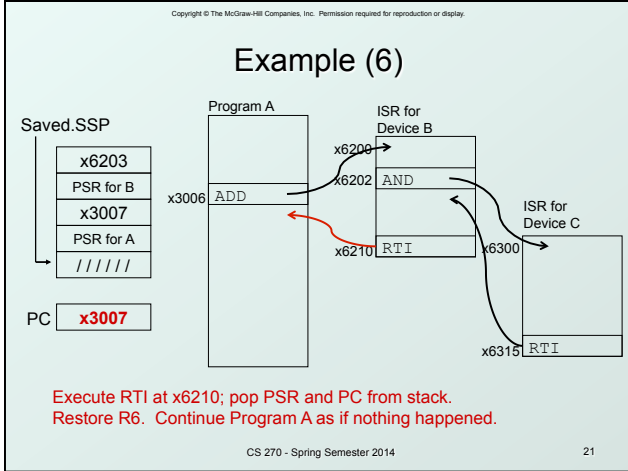 Copyright © The McGraw-Hill Companies, Inc. Permission required for reproduction or display.
Example (6)
Saved.SSP
x6203
PSR for B
x3007
PSR for A
//////
PC
x3007
Program A
x3006
ADD
ISR for
Device B
x6200
x6202
AND
x6210
RTI
ISR for
Device C
x6300
x6315
RTI
Execute RTI at x6210; pop PSR and PC from stack.
Restore R6. Continue Program A as if nothing happened.
CS 270 - Spring Semester 2014
21